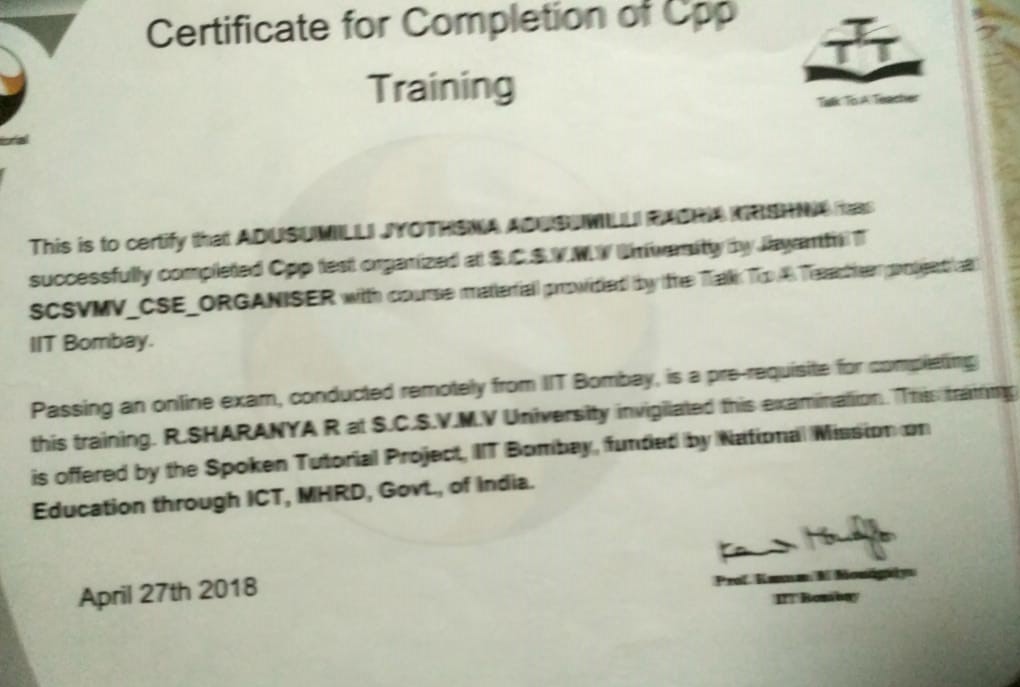 Certificate for Completion of Cpp
Training
Talk To A Teacher
torial
This is to certify that ADUSUMILLI JYOTHSNA ADUSUMILLI RADHA KRISHNA has
successfully completed Cpp test organized at S.C.S.V.M.V University by Jayanthi T
SCSVMV_CSE_ORGANISER with course material provided by the Talk To A Teacher project at
IIT Bombay.
Passing an online exam, conducted remotely from IIT Bombay, is a pre-requisite for completing
this training. R.SHARANYA R at S.C.S.V.M.V University invigilated this examination. This training
is offered by the Spoken Tutorial Project, IIT Bombay, funded by National Mission on
Education through ICT, MHRD, Govt., of India.
April 27th 2018
Prof.
IIT Bombay